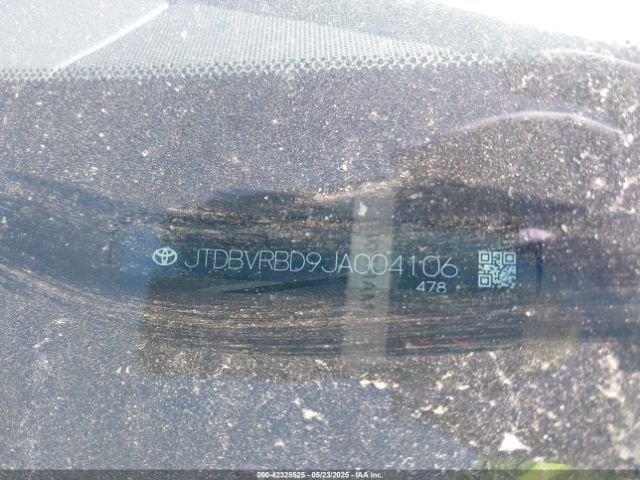 JTDBVRBD9JA004106
478
000-42328525 - 05/23/2025 - IAA Inc.